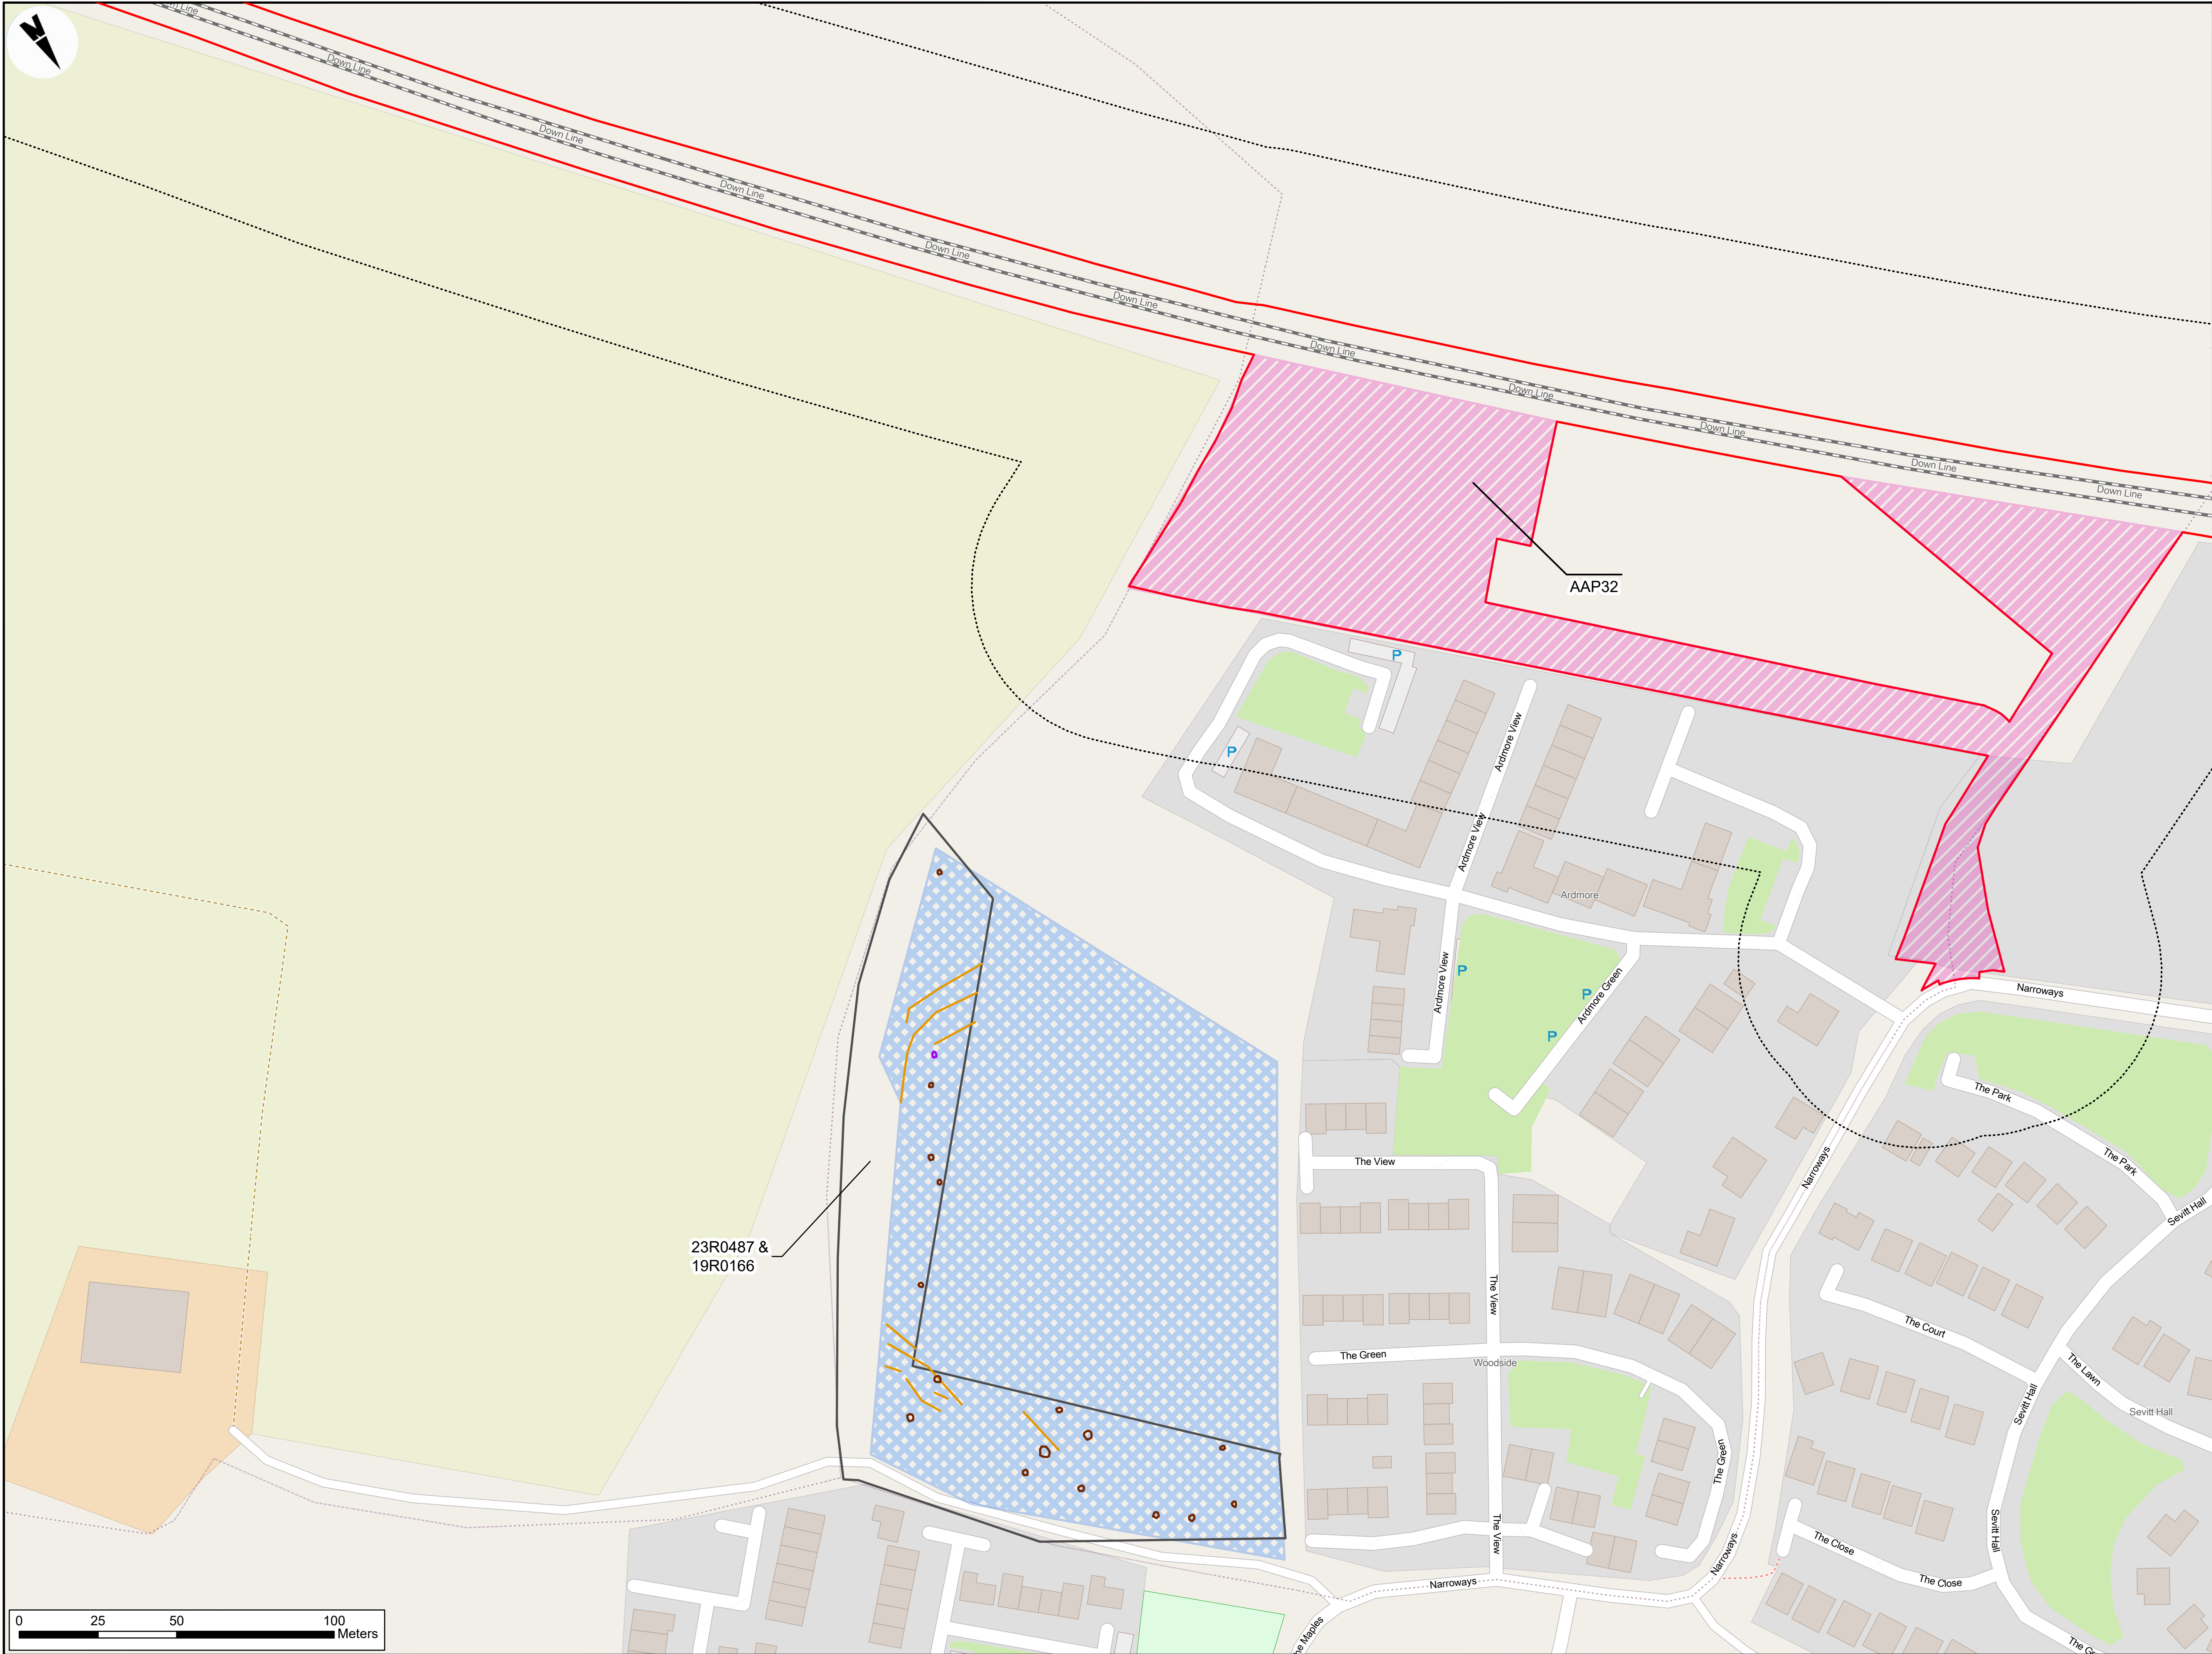 N
Down Line
Down Line
Down Line
Down Line
Down Line
Down Line
Down Line
Down Line
Down Line
Down Line
Down Line
AAP32
P
P
Ardmore View
Ardmore View
Ardmore
Ardmore View
P
P
P
Ardmore Green
Narroways
The Park
The Park
Sevitt Hall
Narroways
The View
23R0487 &
19R0166
The View
The Green
Woodside
The Court
The Lawn
Sevitt Hall
Sevitt Hall
The Green
The View
Sevitt Hall
The Close
The Close
Narroways
Narroways
0 25 50 100
Meters